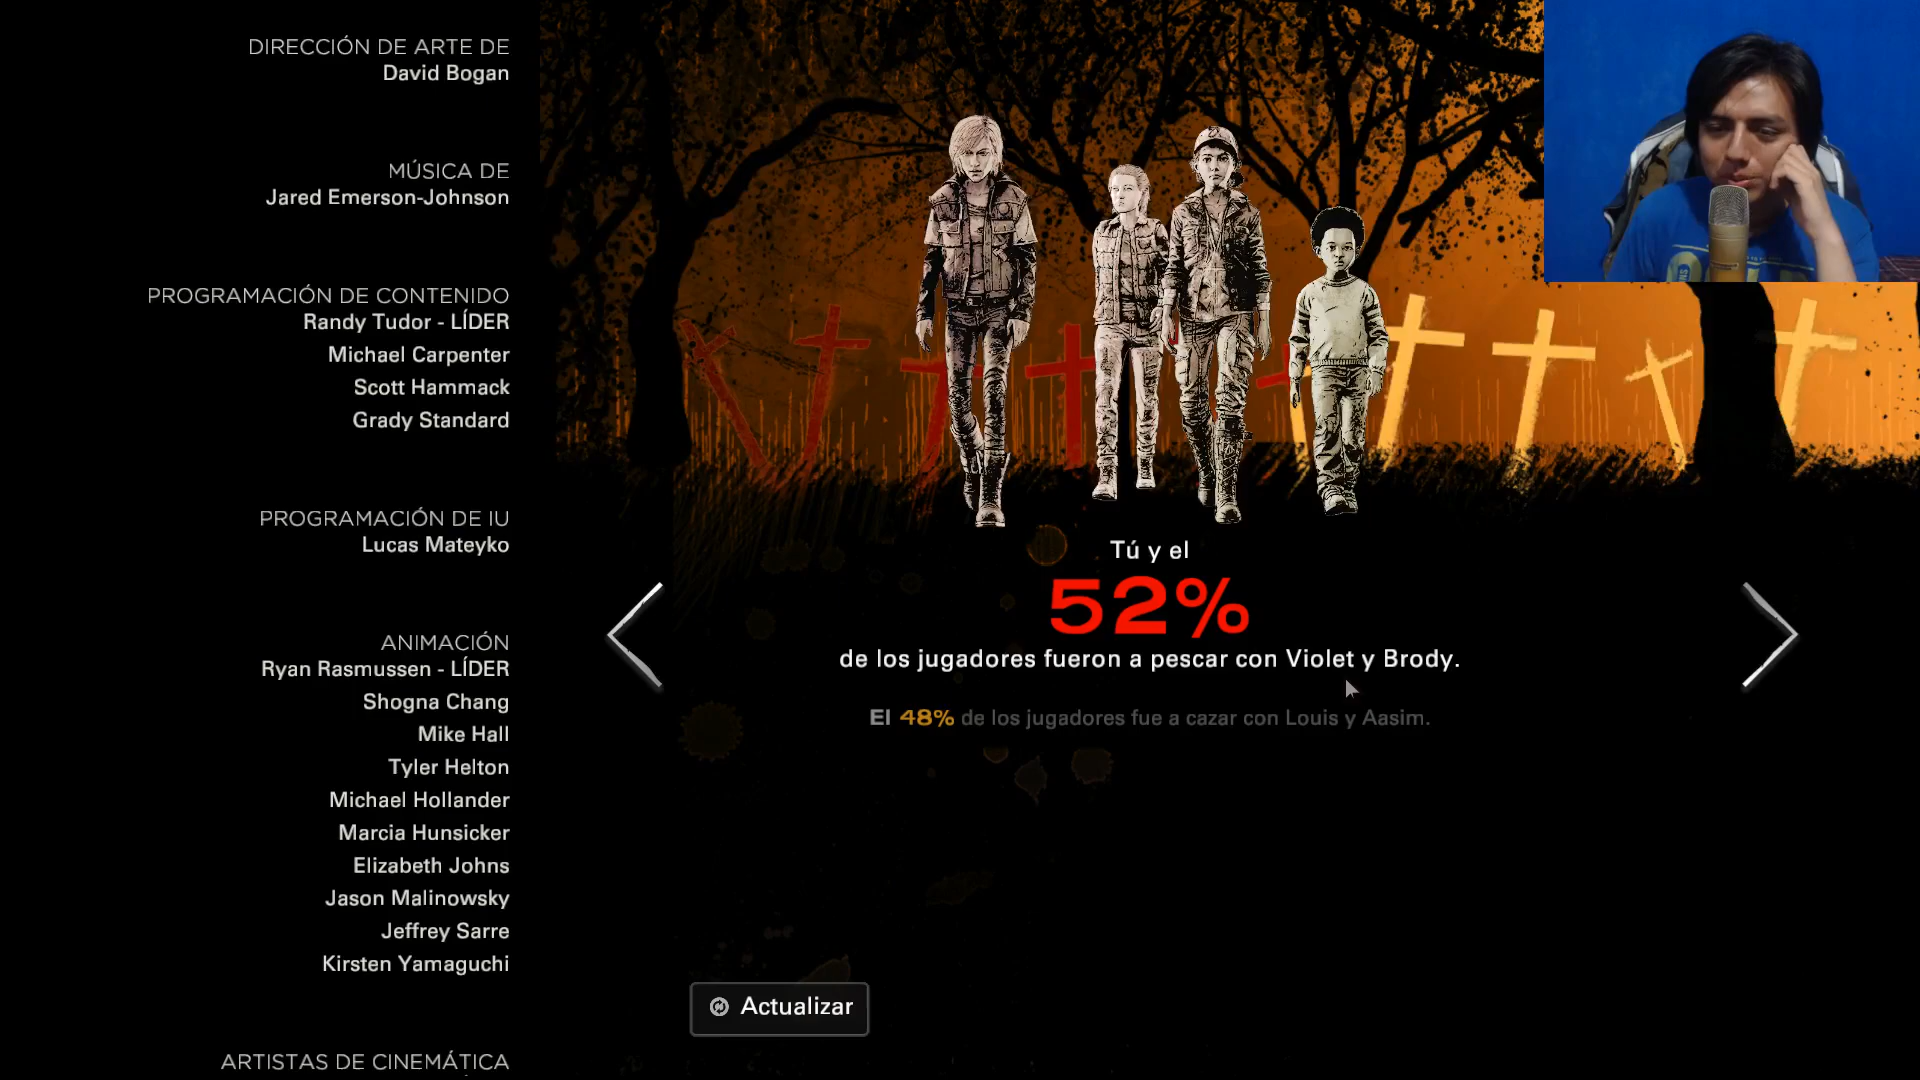 DIRECCIÓN DE ARTE DE
David Bogan
MÚSICA DE
Jared Emerson-Johnson
PROGRAMACIÓN DE CONTENIDO
Randy Tudor - LÍDER
Michael Carpenter
Scott Hammack
Grady Standard
PROGRAMACIÓN DE IU
Lucas Mateyko
ANIMACIÓN
Ryan Rasmussen - LÍDER
Shogna Chang
Mike Hall
Tyler Helton
Michael Hollander
Marcia Hunsicker
Elizabeth Johns
Jason Malinowsky
Jeffrey Sarre
Kirsten Yamaguchi
ARTISTAS DE CINEMÁTICA
Tú y el
52%
de los jugadores fueron a pescar con Violet y Brody.
El 48% de los jugadores fue a cazar con Louis y Aasim.
Actualizar